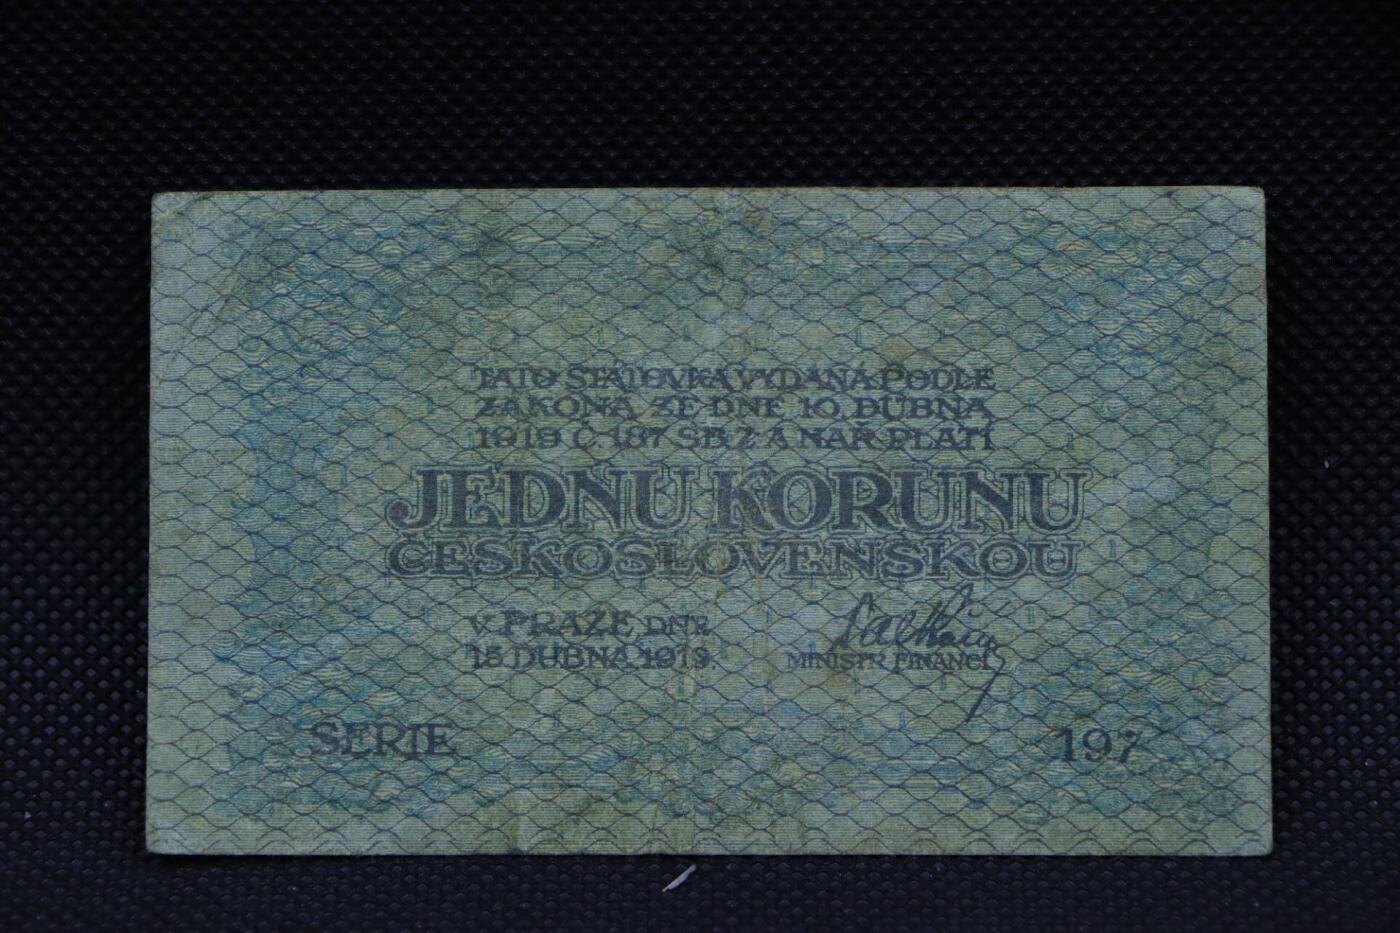 TATO STÁTOVKA VYDANÁ PODLE
ZÁKONA ZE DNE 10. DUBNA
1919 Č. 187 SB. Z. A NAŘ. PLATÍ
JEDNU KORUNU
ČESKOSLOVENSKOU
V PRAZE DNE
15. DUBNA 1919.
MINISTR FINANCÍ
SERIE 197